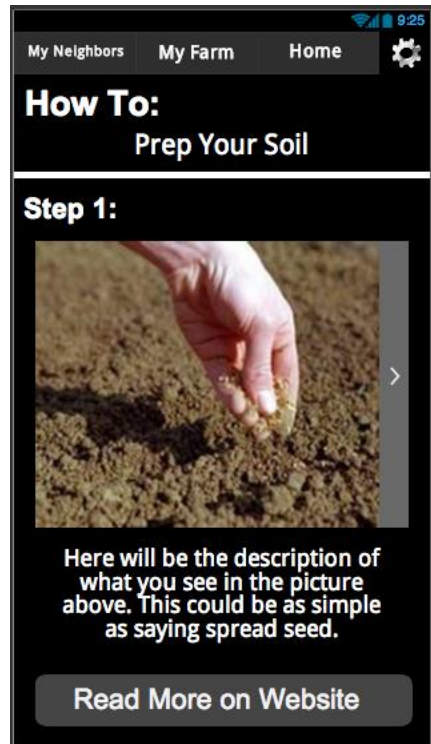 9:25
My Neighbors My Farm Home
How To:
Prep Your Soil
Step 1:
Here will be the description of
what you see in the picture
above. This could be as simple
as saying spread seed.
Read More on Website